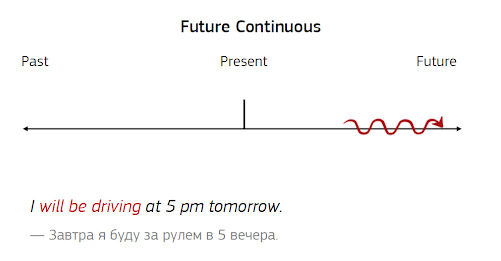 Future Continuous
Past Present Future
I will be driving at 5 pm tomorrow.
— Завтра я буду за рулем в 5 вечера.